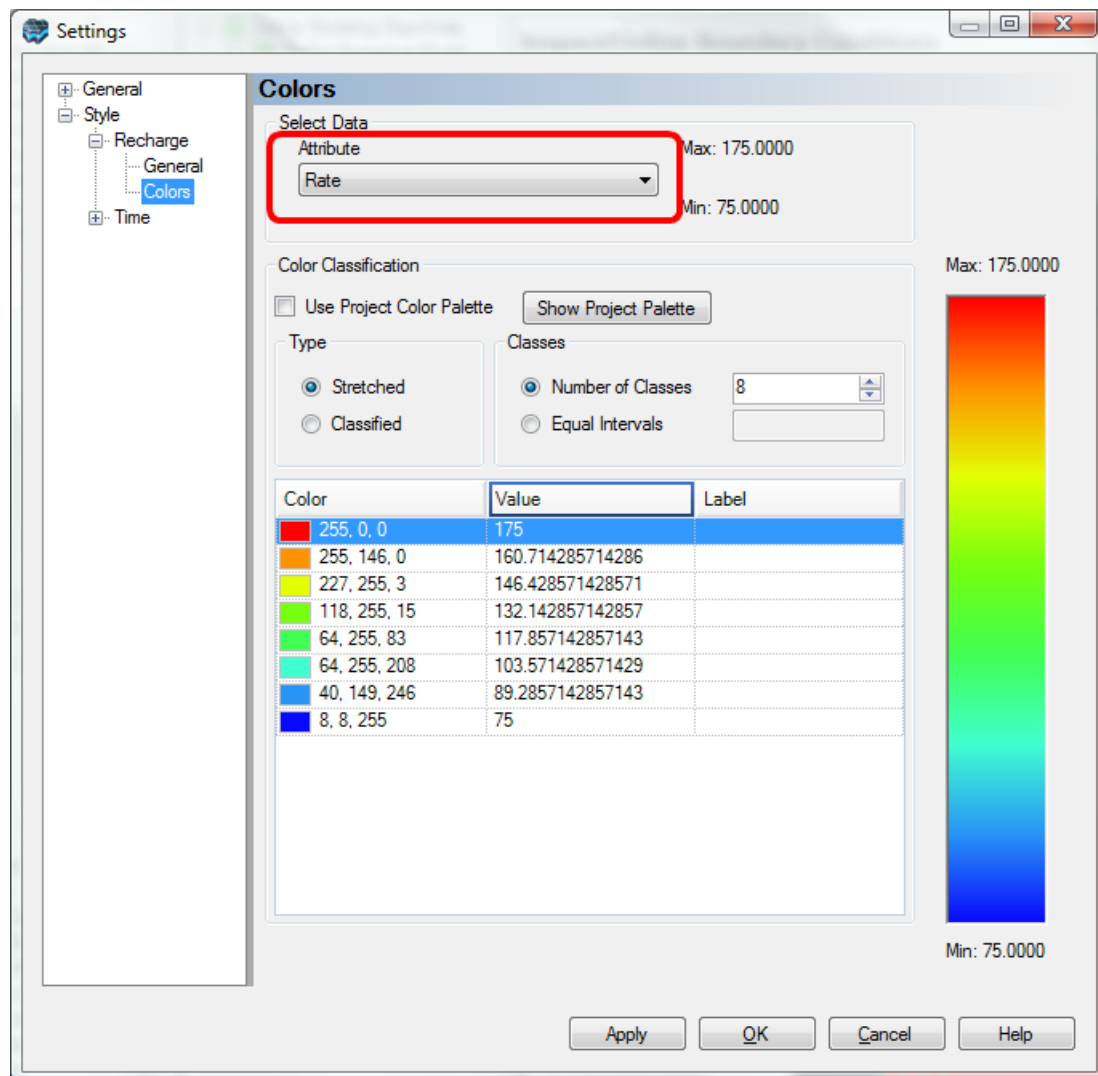 Settings
General
Style
Recharge
General
Colors
Time
Colors
Select Data
Attribute
Rate
Max: 175.0000
Min: 75.0000
Color Classification
Use Project Color Palette
Show Project Palette
Type
Stretched
Classified
Classes
Number of Classes 8
Equal Intervals
Color Value Label
255, 0, 0 175
255, 146, 0 160.714285714286
227, 255, 3 146.428571428571
118, 255, 15 132.142857142857
64, 255, 83 117.857142857143
64, 255, 208 103.571428571429
40, 149, 246 89.2857142857143
8, 8, 255 75
Max: 175.0000
Min: 75.0000
Apply OK Cancel Help